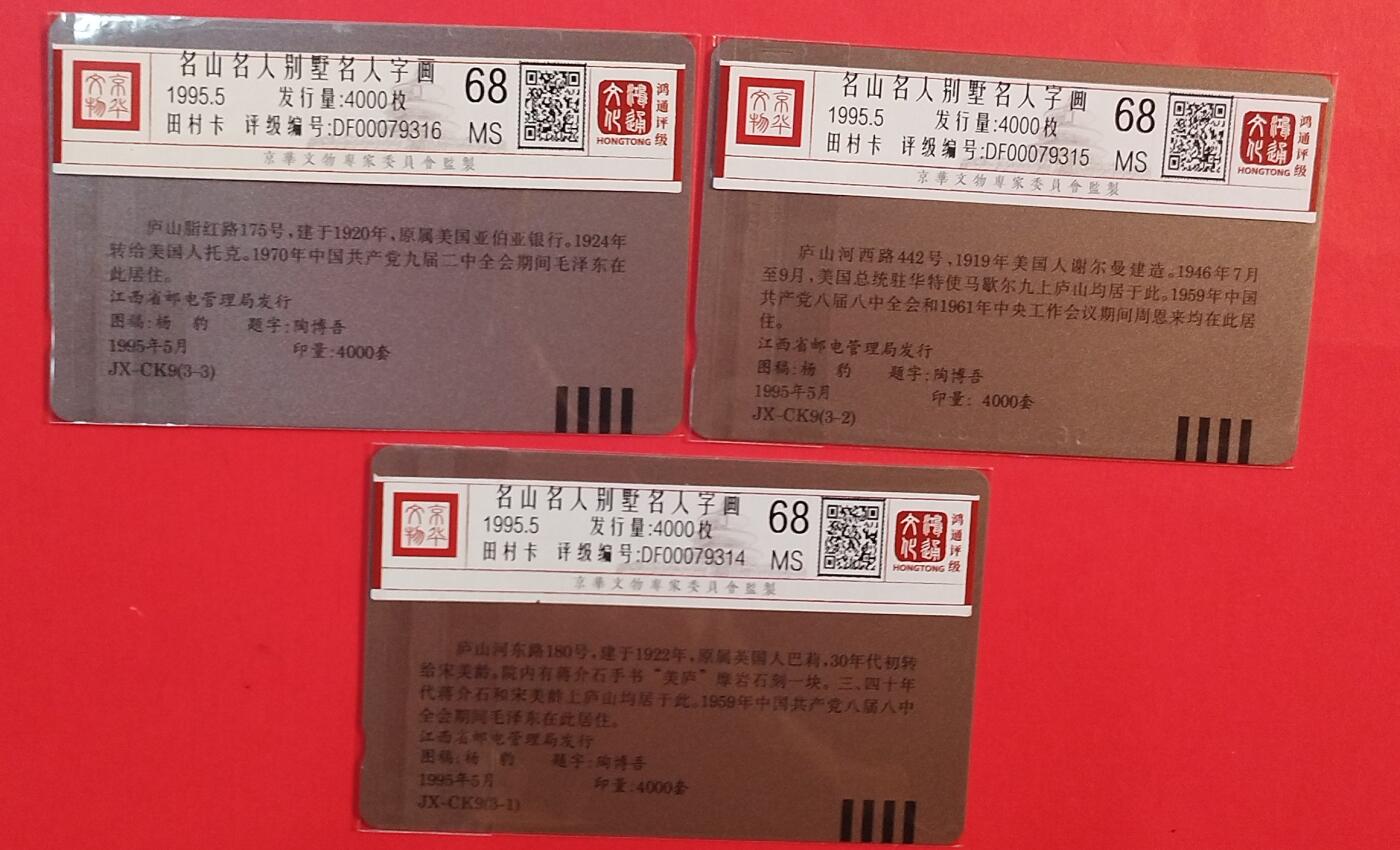 京华文物
名山名人别墅名人字画
1995.5 发行量:4000枚
田村卡 评级编号:DF00079316
68
MS
鸿通文化
HONGTONG
鸿通评级
京華文物專家委員會監製
庐山脂红路175号,建于1920年,原属美国亚伯亚银行。1924年
转给美国人托克。1970年中国共产党九届二中全会期间毛泽东在
此居住。
江西省邮电管理局发行
图稿:杨 豹 题字:陶博吾
1995年5月 印量:4000套
JX-CK9(3-3)
京华文物
名山名人别墅名人字画
1995.5 发行量:4000枚
田村卡 评级编号:DF00079315
68
MS
鸿通文化
HONGTONG
鸿通评级
京華文物專家委員會監製
庐山河西路442号,1919年美国人谢尔曼建造。1946年7月
至9月,美国总统驻华特使马歇尔九上庐山均居于此。1959年中国
共产党八届八中全会和1961年中央工作会议期间周恩来均在此居
住。
江西省邮电管理局发行
图稿:杨 豹 题字:陶博吾
1995年5月 印量: 4000套
JX-CK9(3-2)
京华文物
名山名人别墅名人字画
1995.5 发行量:4000枚
田村卡 评级编号:DF00079314
68
MS
鸿通文化
HONGTONG
鸿通评级
京華文物專家委員會監製
庐山河东路180号,建于1922年,原属英国人巴莉,30年代初转
给宋美龄。院内有蒋介石手书“美庐”摩岩石刻一块。三、四十年
代蒋介石和宋美龄上庐山均居于此。1959年中国共产党八届八中
全会期间毛泽东在此居住。
江西省邮电管理局发行
图稿:杨 豹 题字:陶博吾
1995年5月 印量:4000套
JX-CK9(3-1)